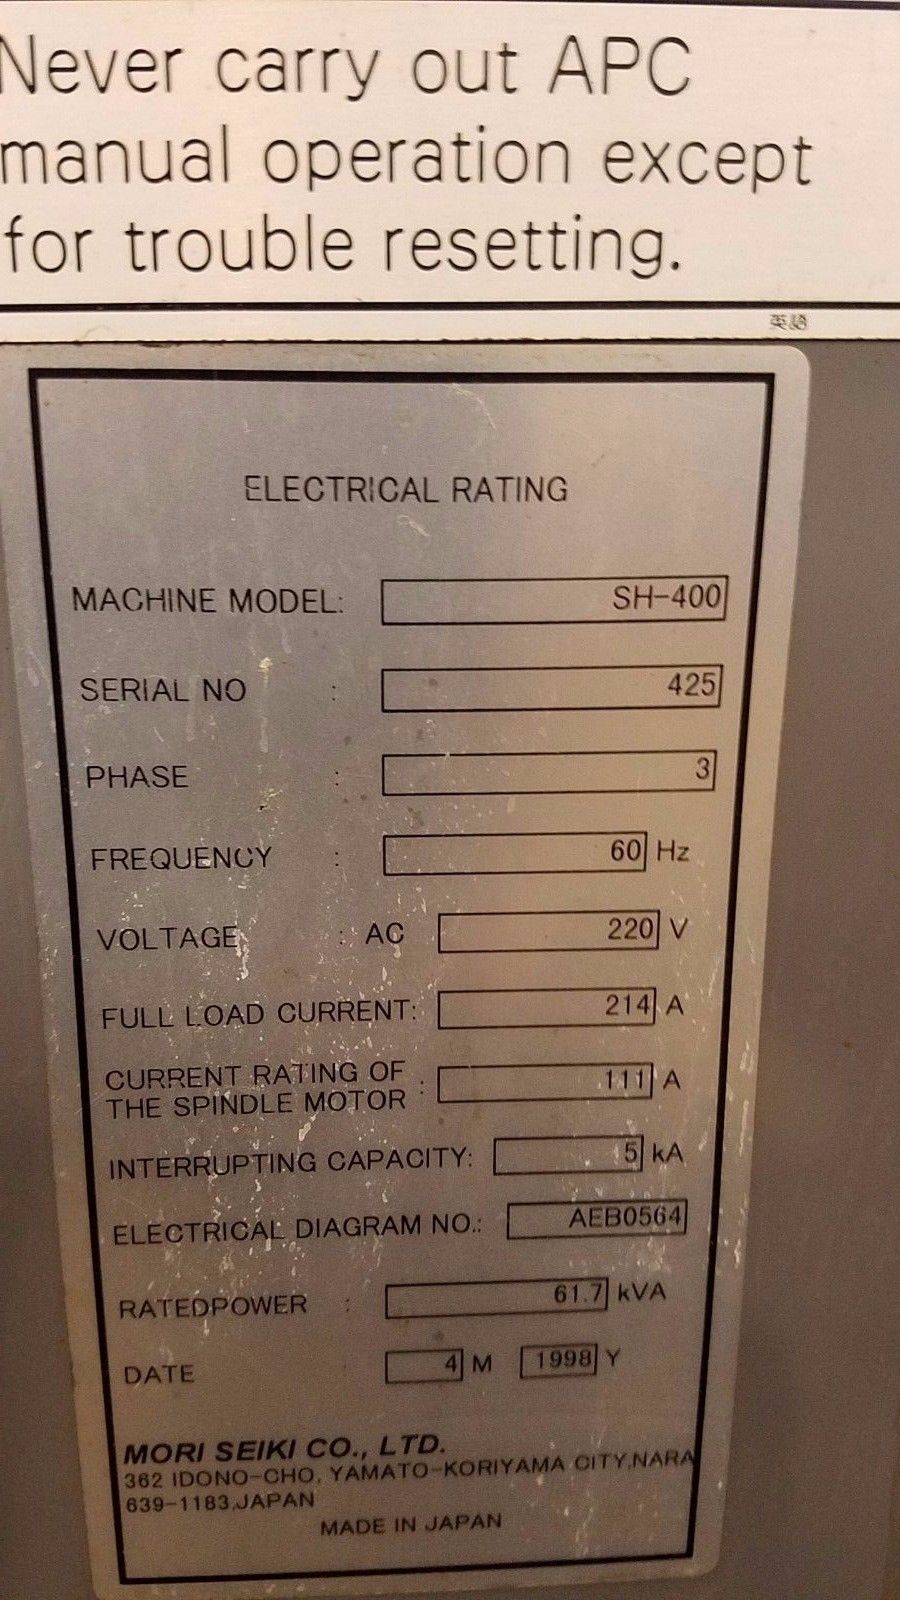 Never carry out APC
manual operation except
for trouble resetting.
英語
ELECTRICAL RATING
MACHINE MODEL: SH-400
SERIAL NO : 425
PHASE : 3
FREQUENCY : 60 Hz
VOLTAGE : AC 220 V
FULL LOAD CURRENT: 214 A
CURRENT RATING OF
THE SPINDLE MOTOR : 111 A
INTERRUPTING CAPACITY: 5 kA
ELECTRICAL DIAGRAM NO.: AEB0564
RATEDPOWER : 61.7 kVA
DATE : 4 M 1998 Y
MORI SEIKI CO., LTD.
362 IDONO-CHO, YAMATO-KORIYAMA CITY,NARA
639-1183,JAPAN
MADE IN JAPAN